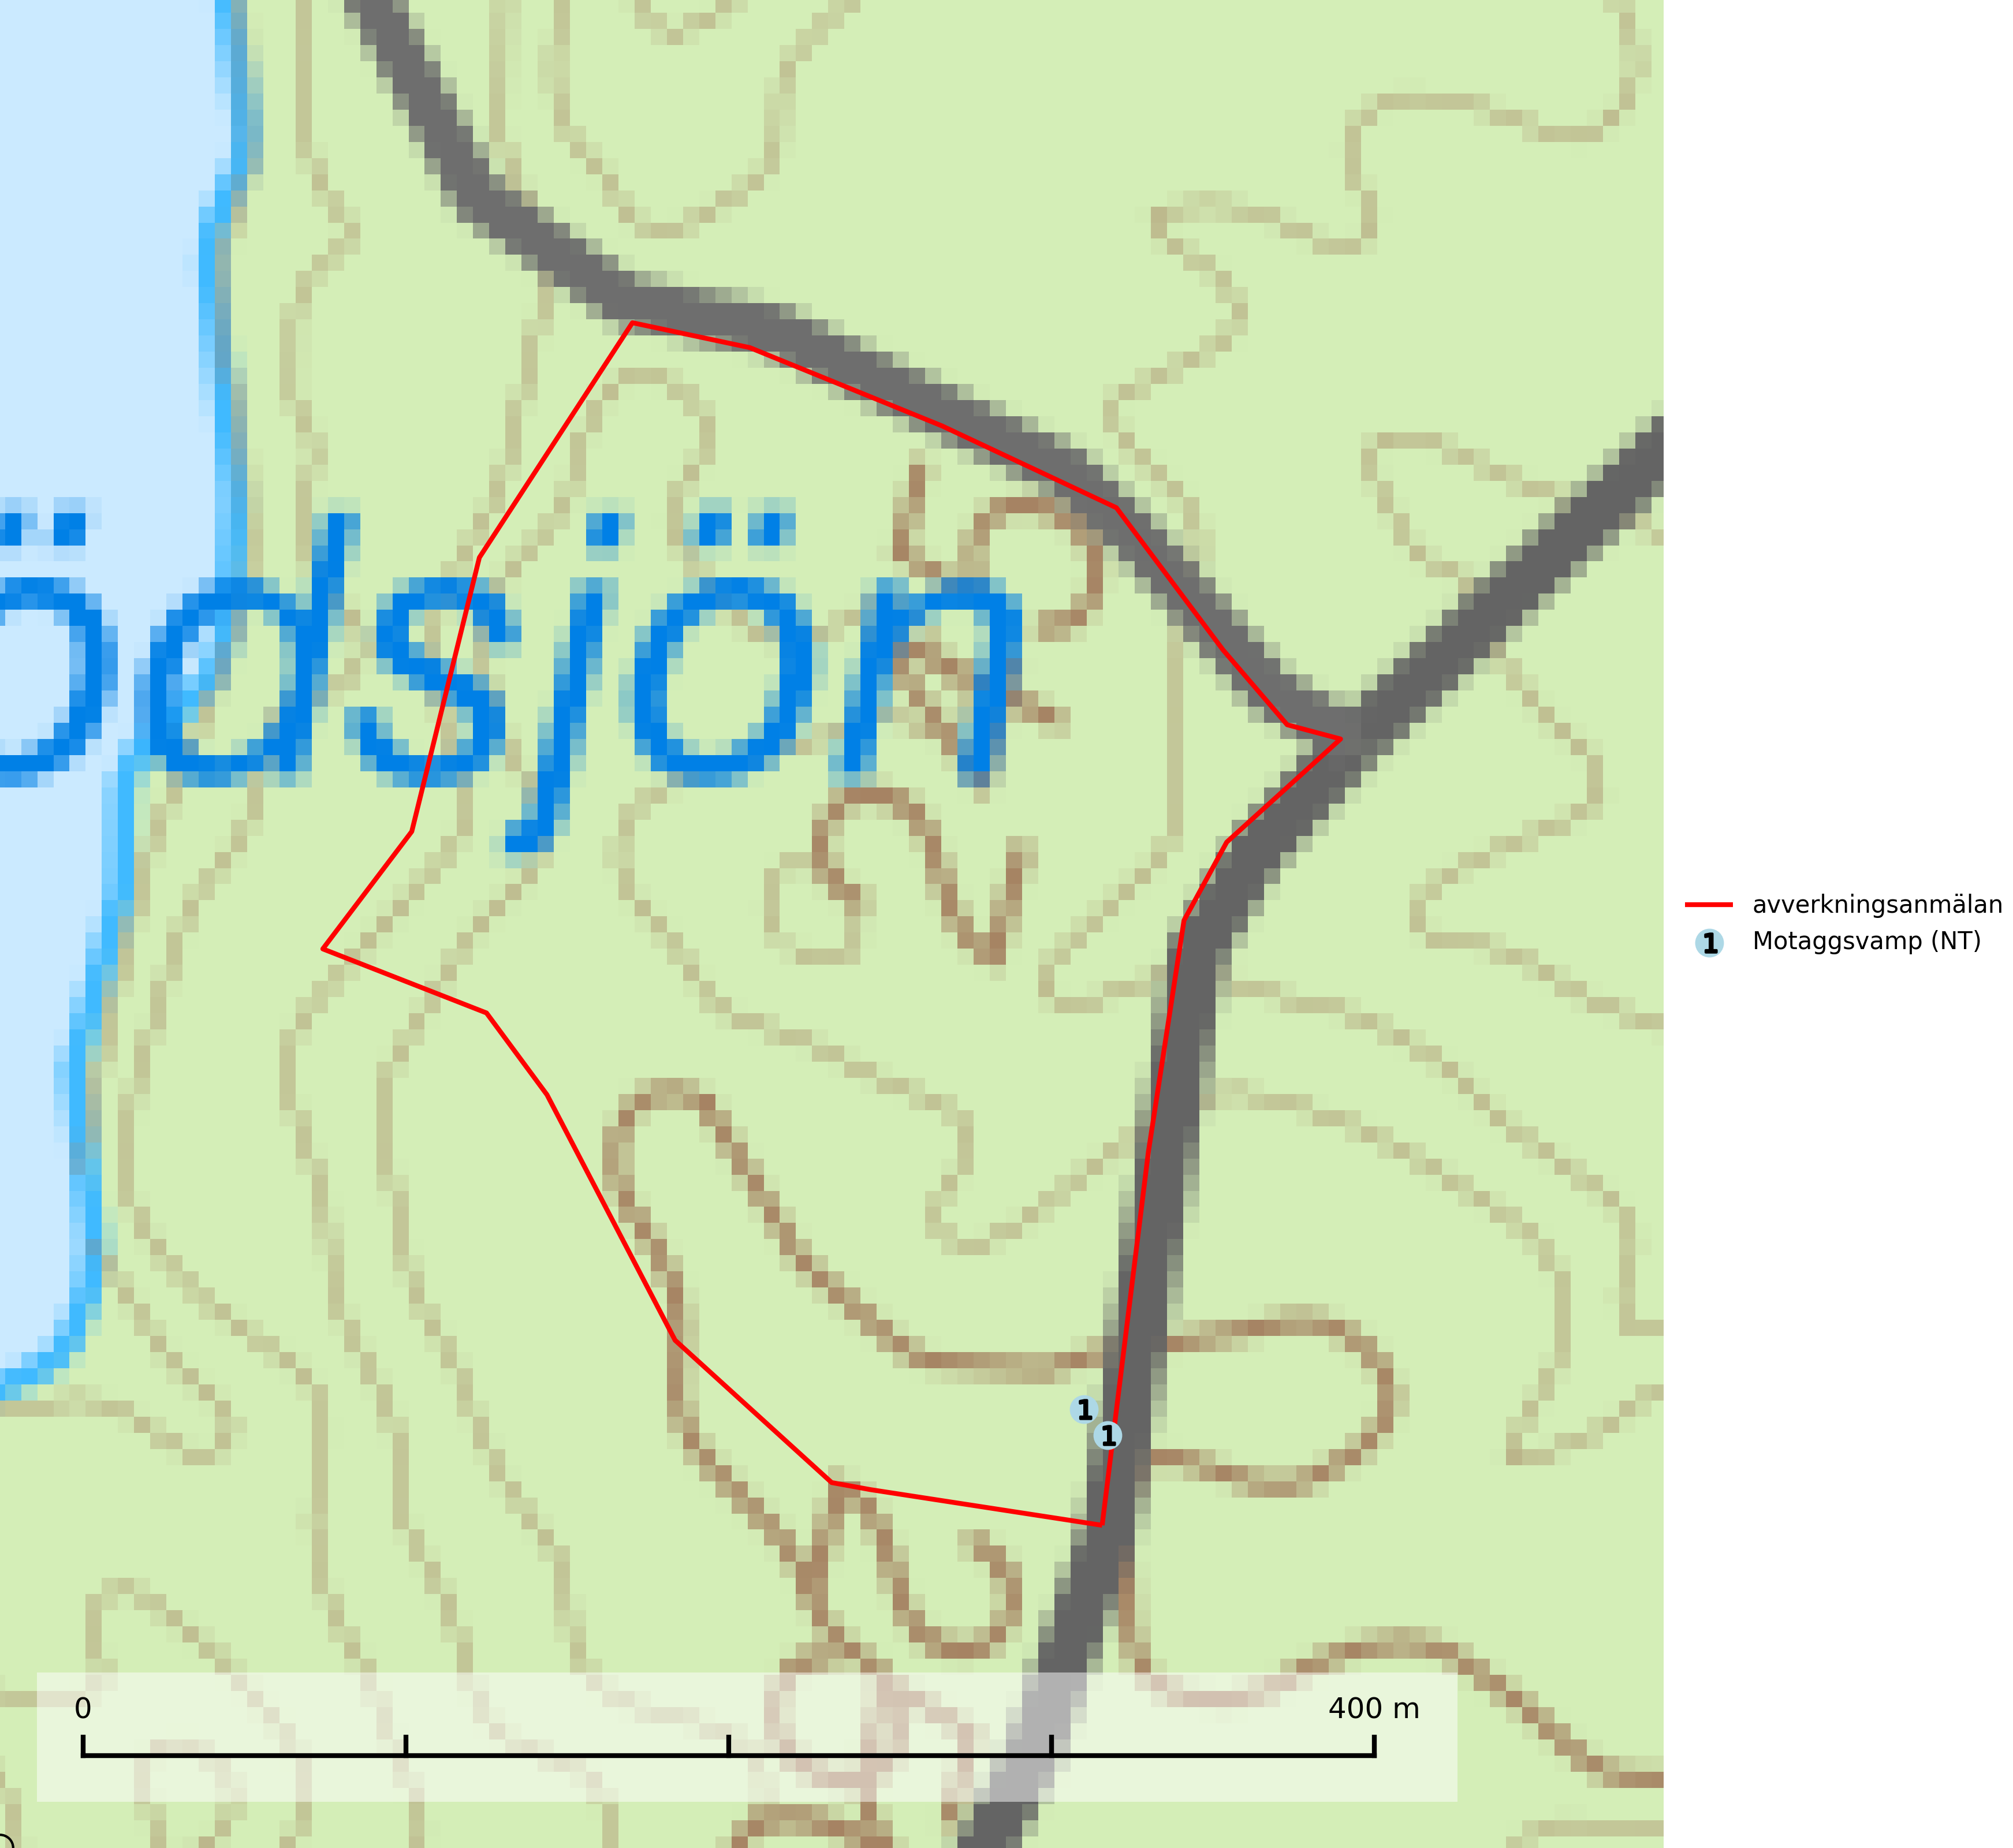 ödsjön
avverkningsanmälan
1 Motaggsvamp (NT)
1
1
0 400 m